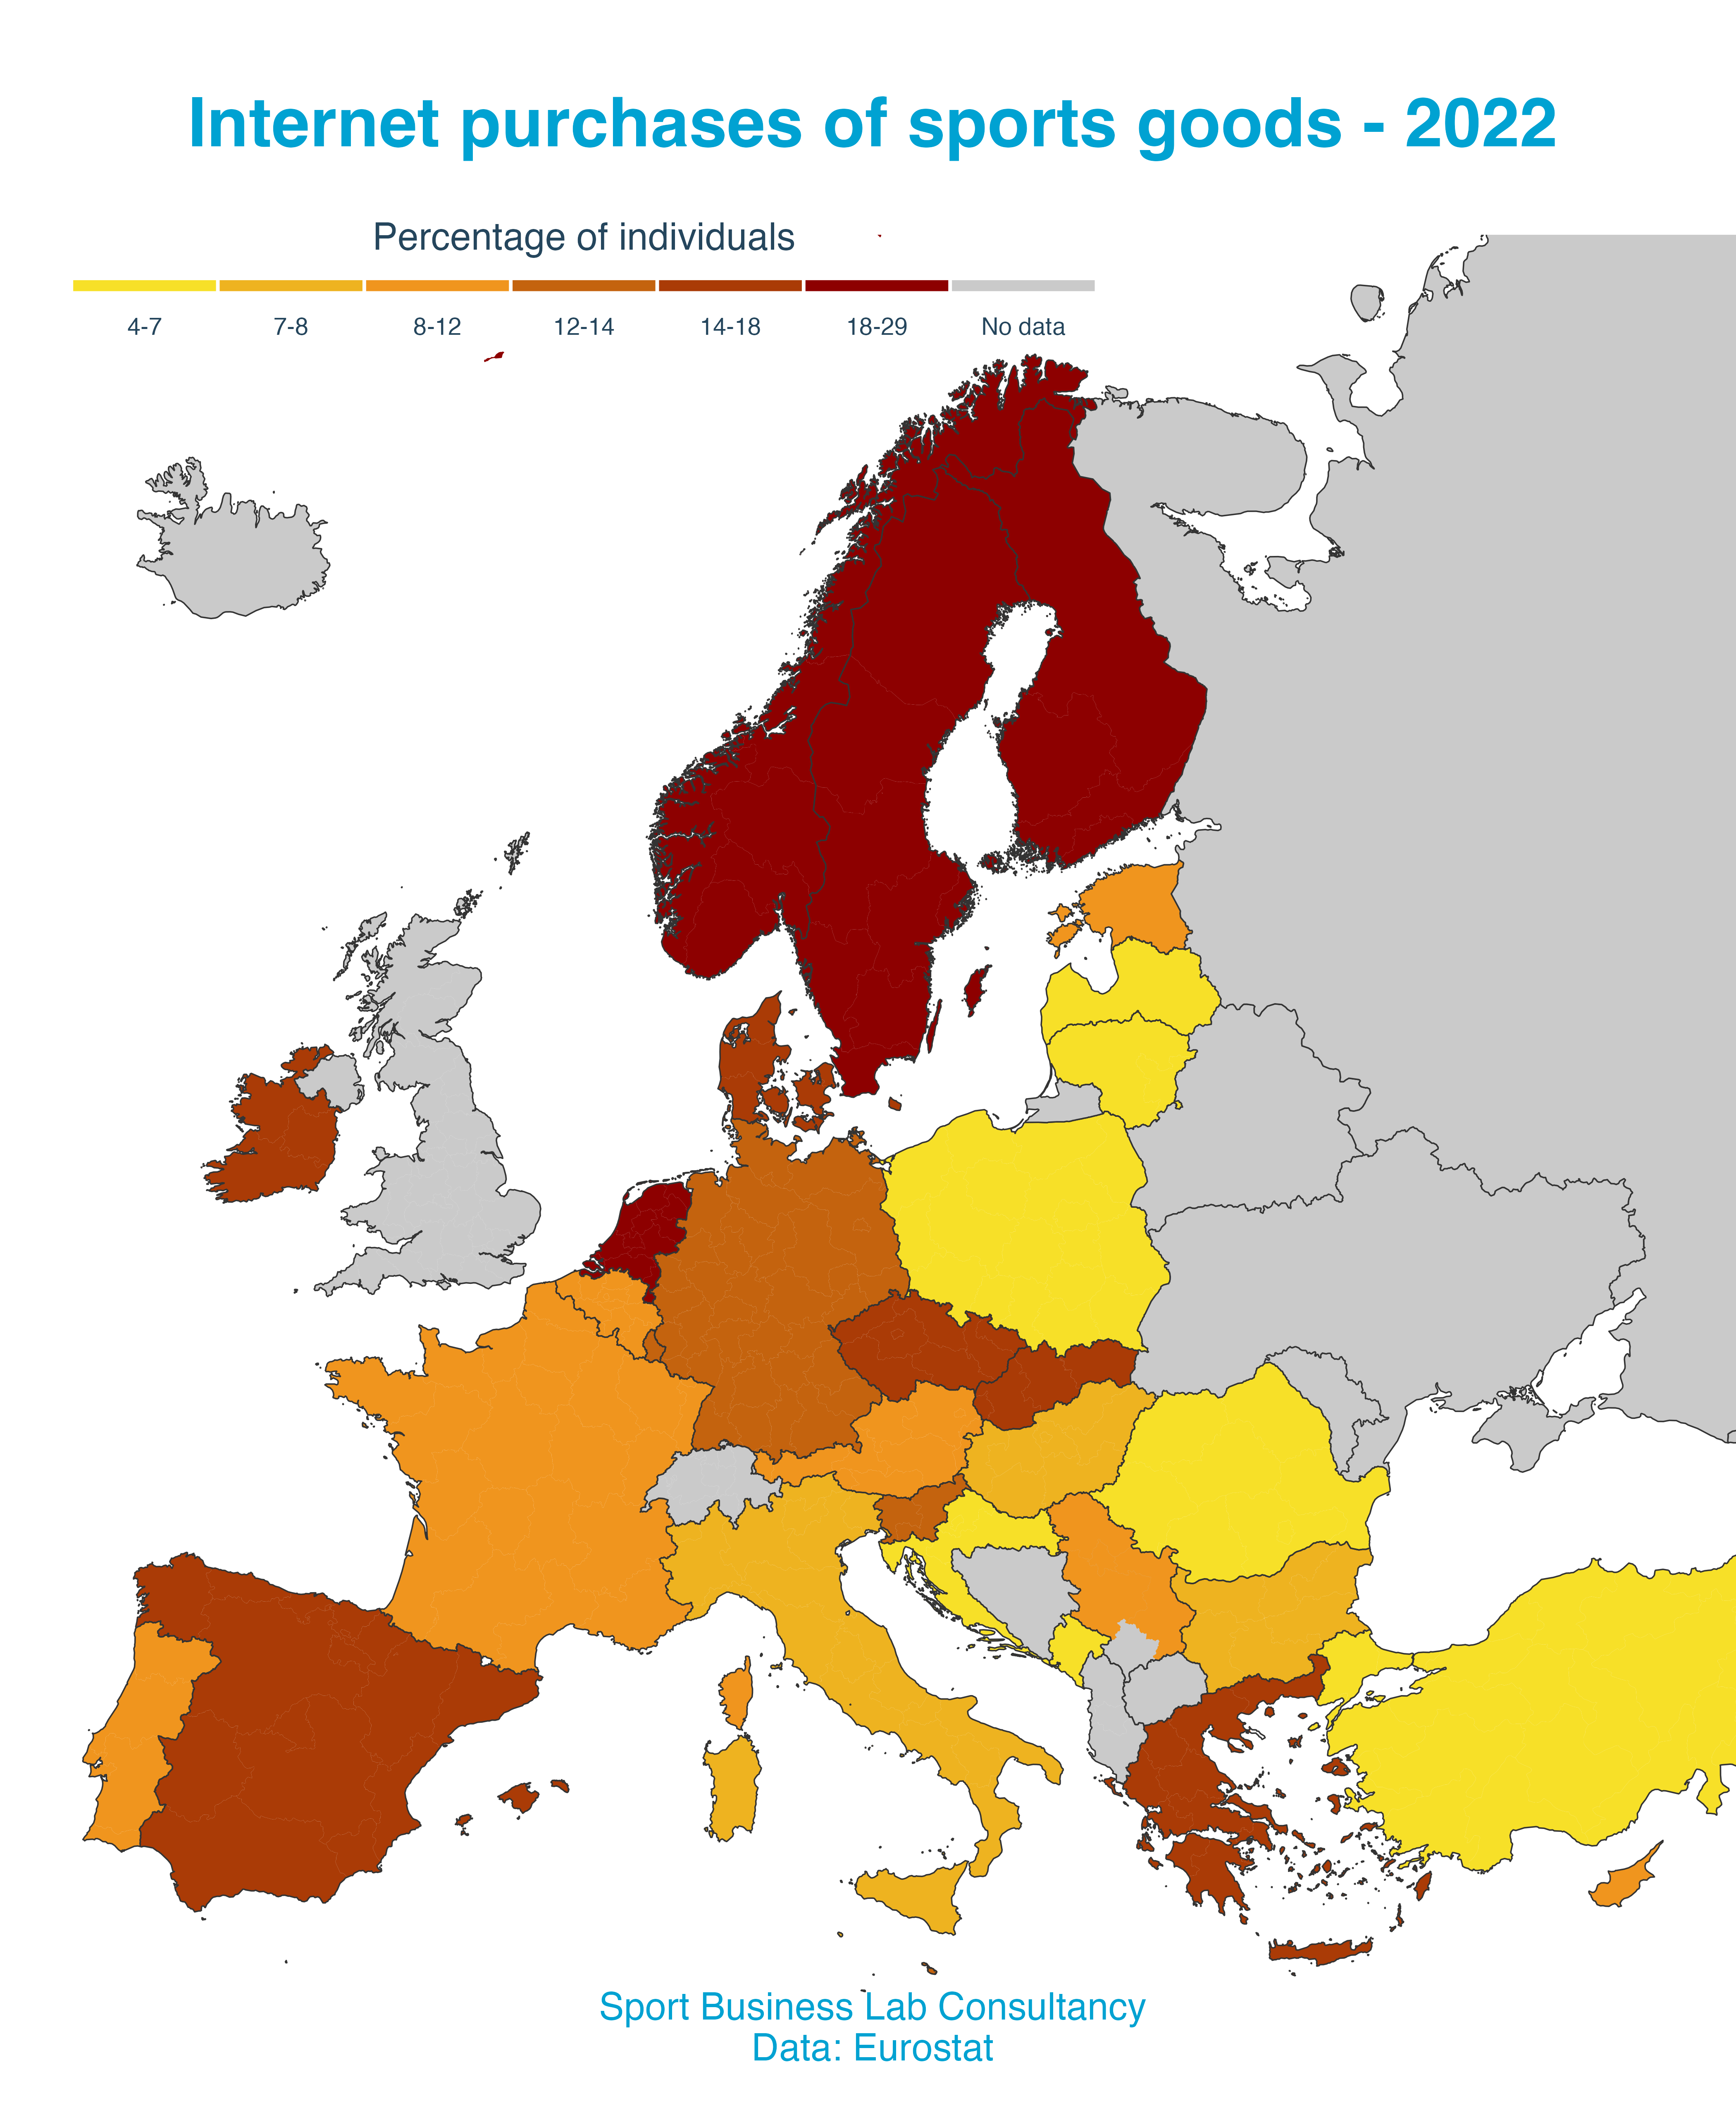 Internet purchases of sports goods - 2022
Percentage of individuals
4-7 7-8 8-12 12-14 14-18 18-29 No data
Sport Business Lab Consultancy
Data: Eurostat